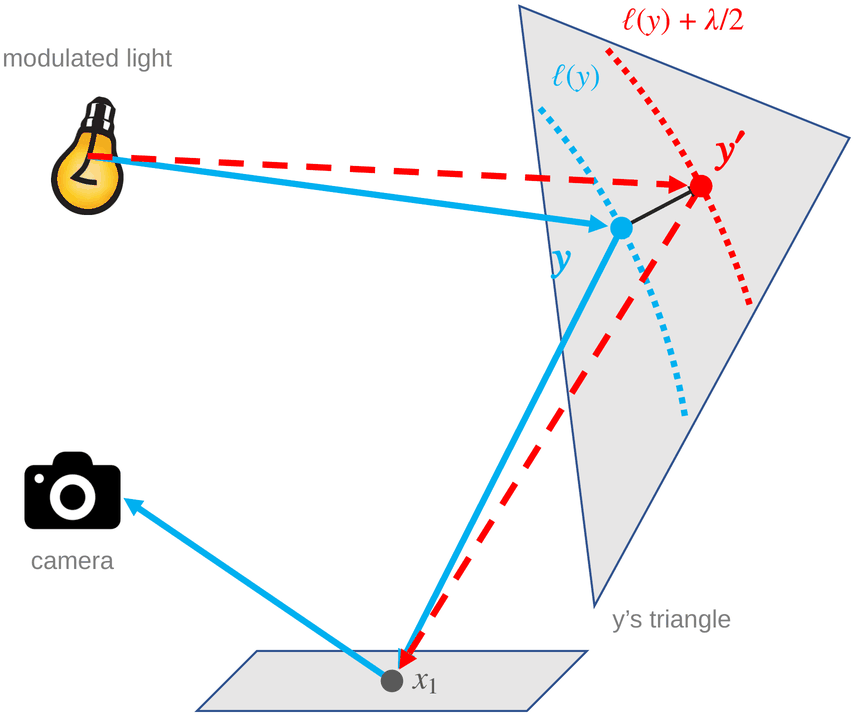 ℓ(y) + λ/2
modulated light
ℓ(y)
y′
y
camera
y's triangle
x₁